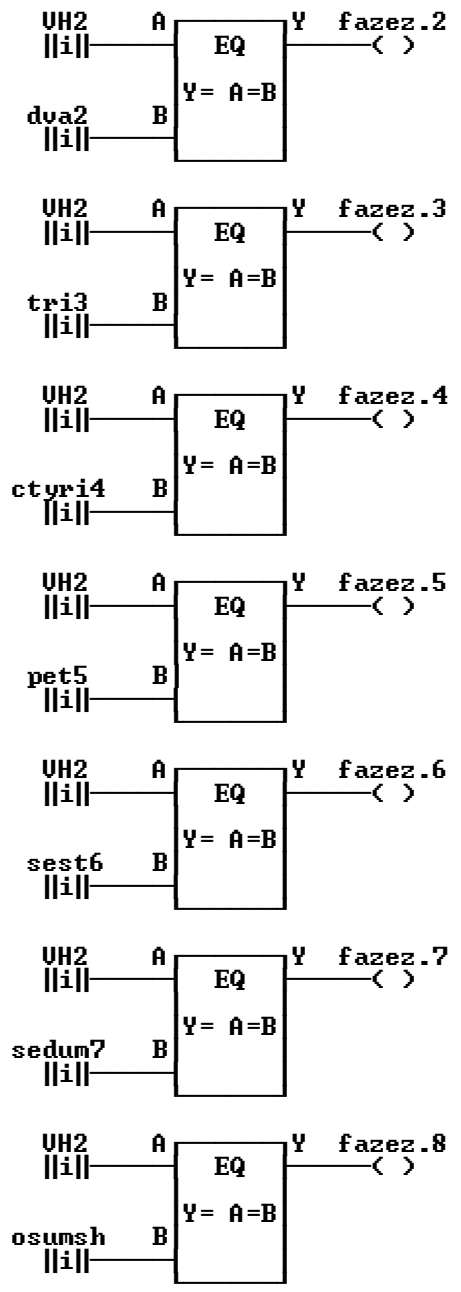 VH2 A Y fazez.2
||i|| EQ ( )
Y= A=B
dva2 B
||i||
VH2 A Y fazez.3
||i|| EQ ( )
Y= A=B
tri3 B
||i||
VH2 A Y fazez.4
||i|| EQ ( )
Y= A=B
ctyri4 B
||i||
VH2 A Y fazez.5
||i|| EQ ( )
Y= A=B
pet5 B
||i||
VH2 A Y fazez.6
||i|| EQ ( )
Y= A=B
sest6 B
||i||
VH2 A Y fazez.7
||i|| EQ ( )
Y= A=B
sedum7 B
||i||
VH2 A Y fazez.8
||i|| EQ ( )
Y= A=B
osumsh B
||i||